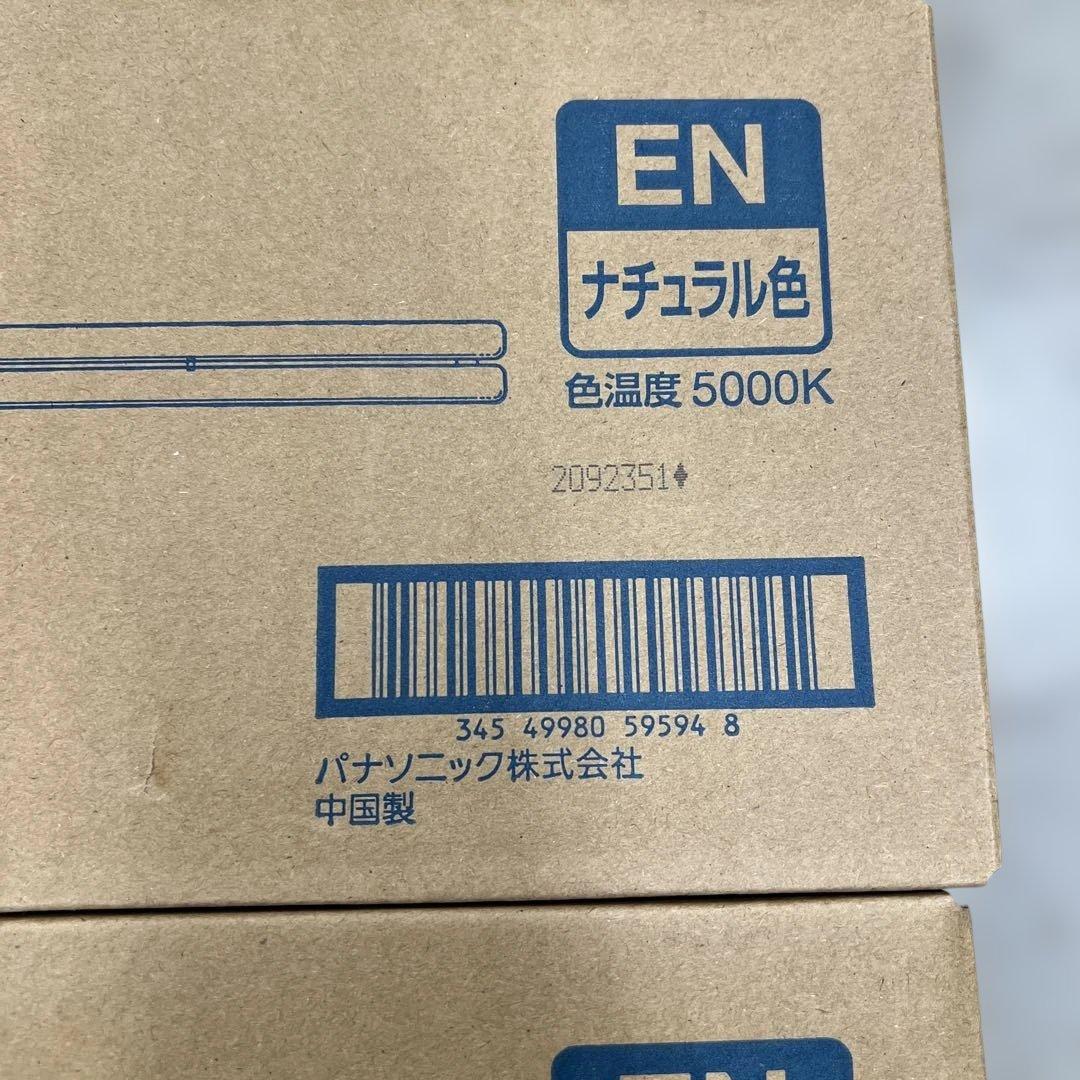 EN
ナチュラル色
色温度 5000K
2092351♦
345 49980 59594 8
パナソニック株式会社
中国製
EN